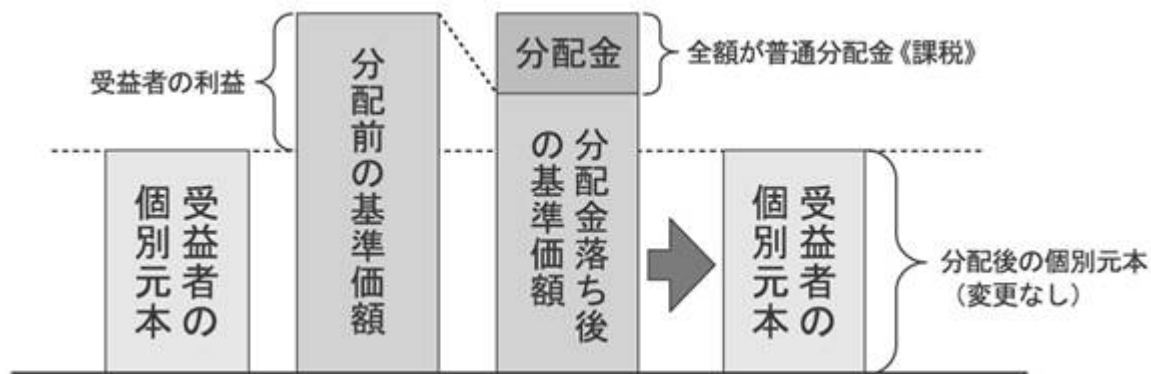 受益者の利益
受益者の
個別元本
分配前の基準価額
分配金
分配金落ち後
の基準価額
全額が普通分配金《課税》
受益者の
個別元本
分配後の個別元本
（変更なし）